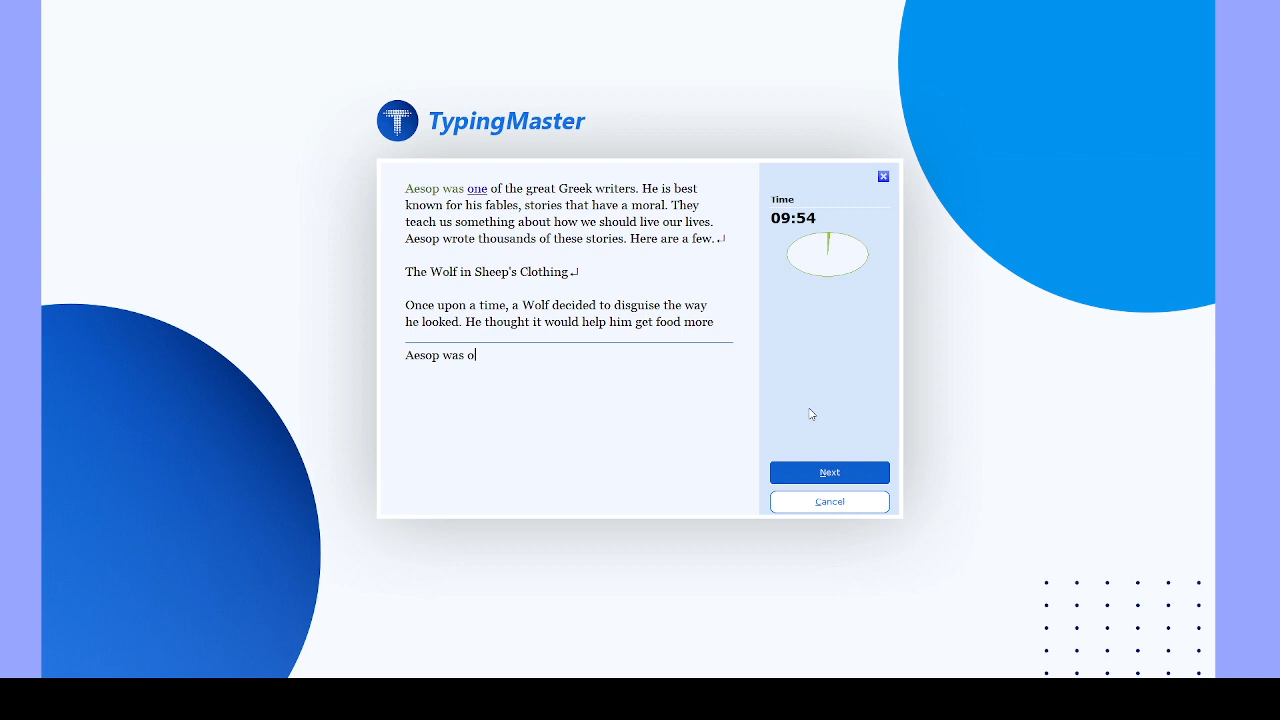 TypingMaster
Aesop was one of the great Greek writers. He is best
known for his fables, stories that have a moral. They
teach us something about how we should live our lives.
Aesop wrote thousands of these stories. Here are a few.↵
The Wolf in Sheep's Clothing↵
Once upon a time, a Wolf decided to disguise the way
he looked. He thought it would help him get food more
Aesop was o
Time
09:54
Next
Cancel